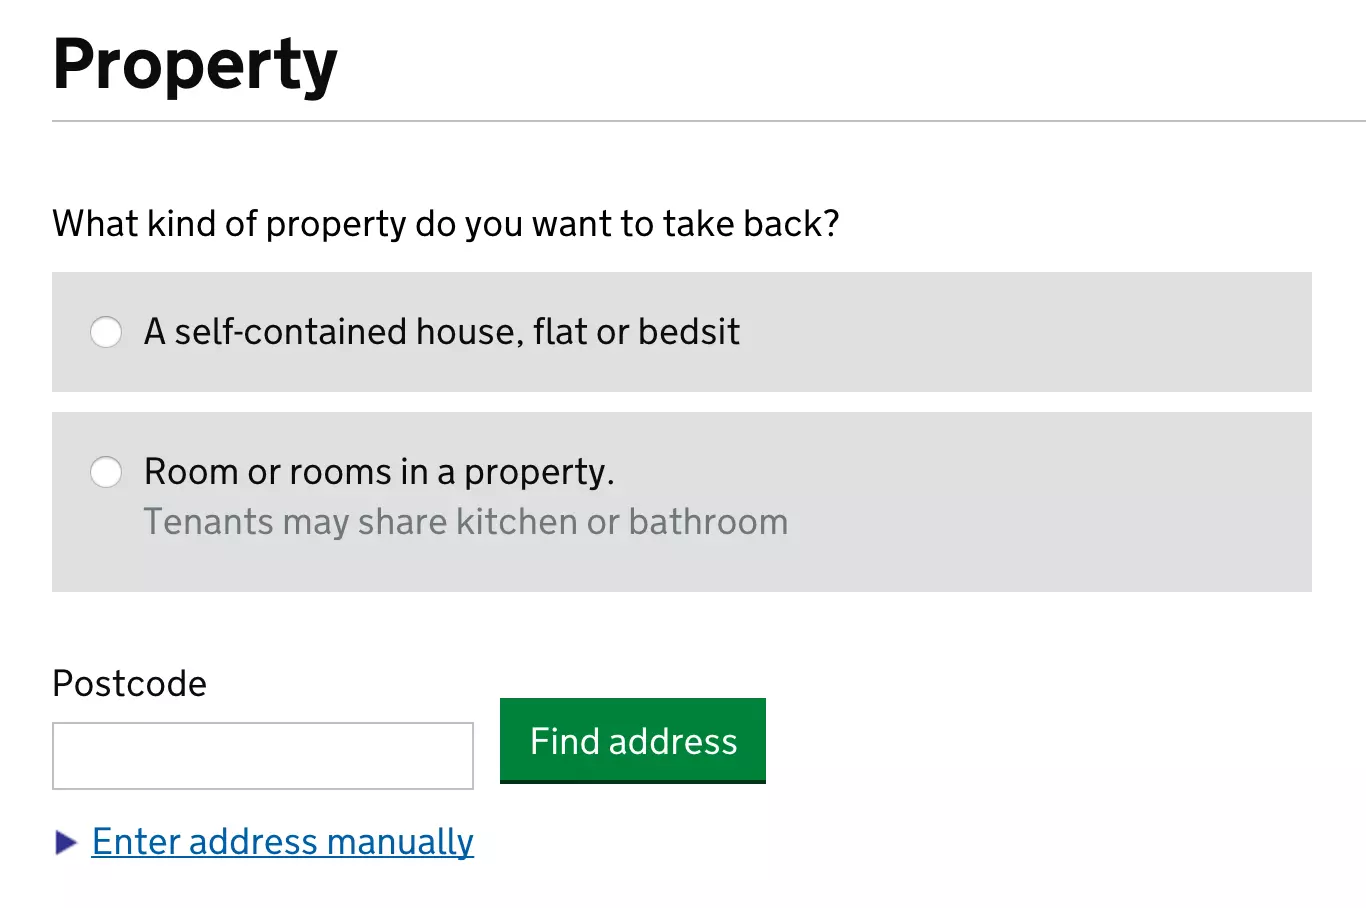 Property
What kind of property do you want to take back?
A self-contained house, flat or bedsit
Room or rooms in a property.
Tenants may share kitchen or bathroom
Postcode
Find address
Enter address manually